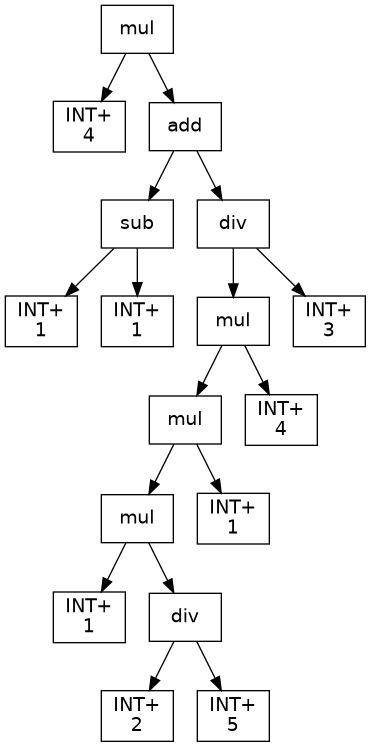 mul
INT+
4
add
sub
div
INT+
1
INT+
1
mul
INT+
3
mul
INT+
4
mul
INT+
1
INT+
1
div
INT+
2
INT+
5